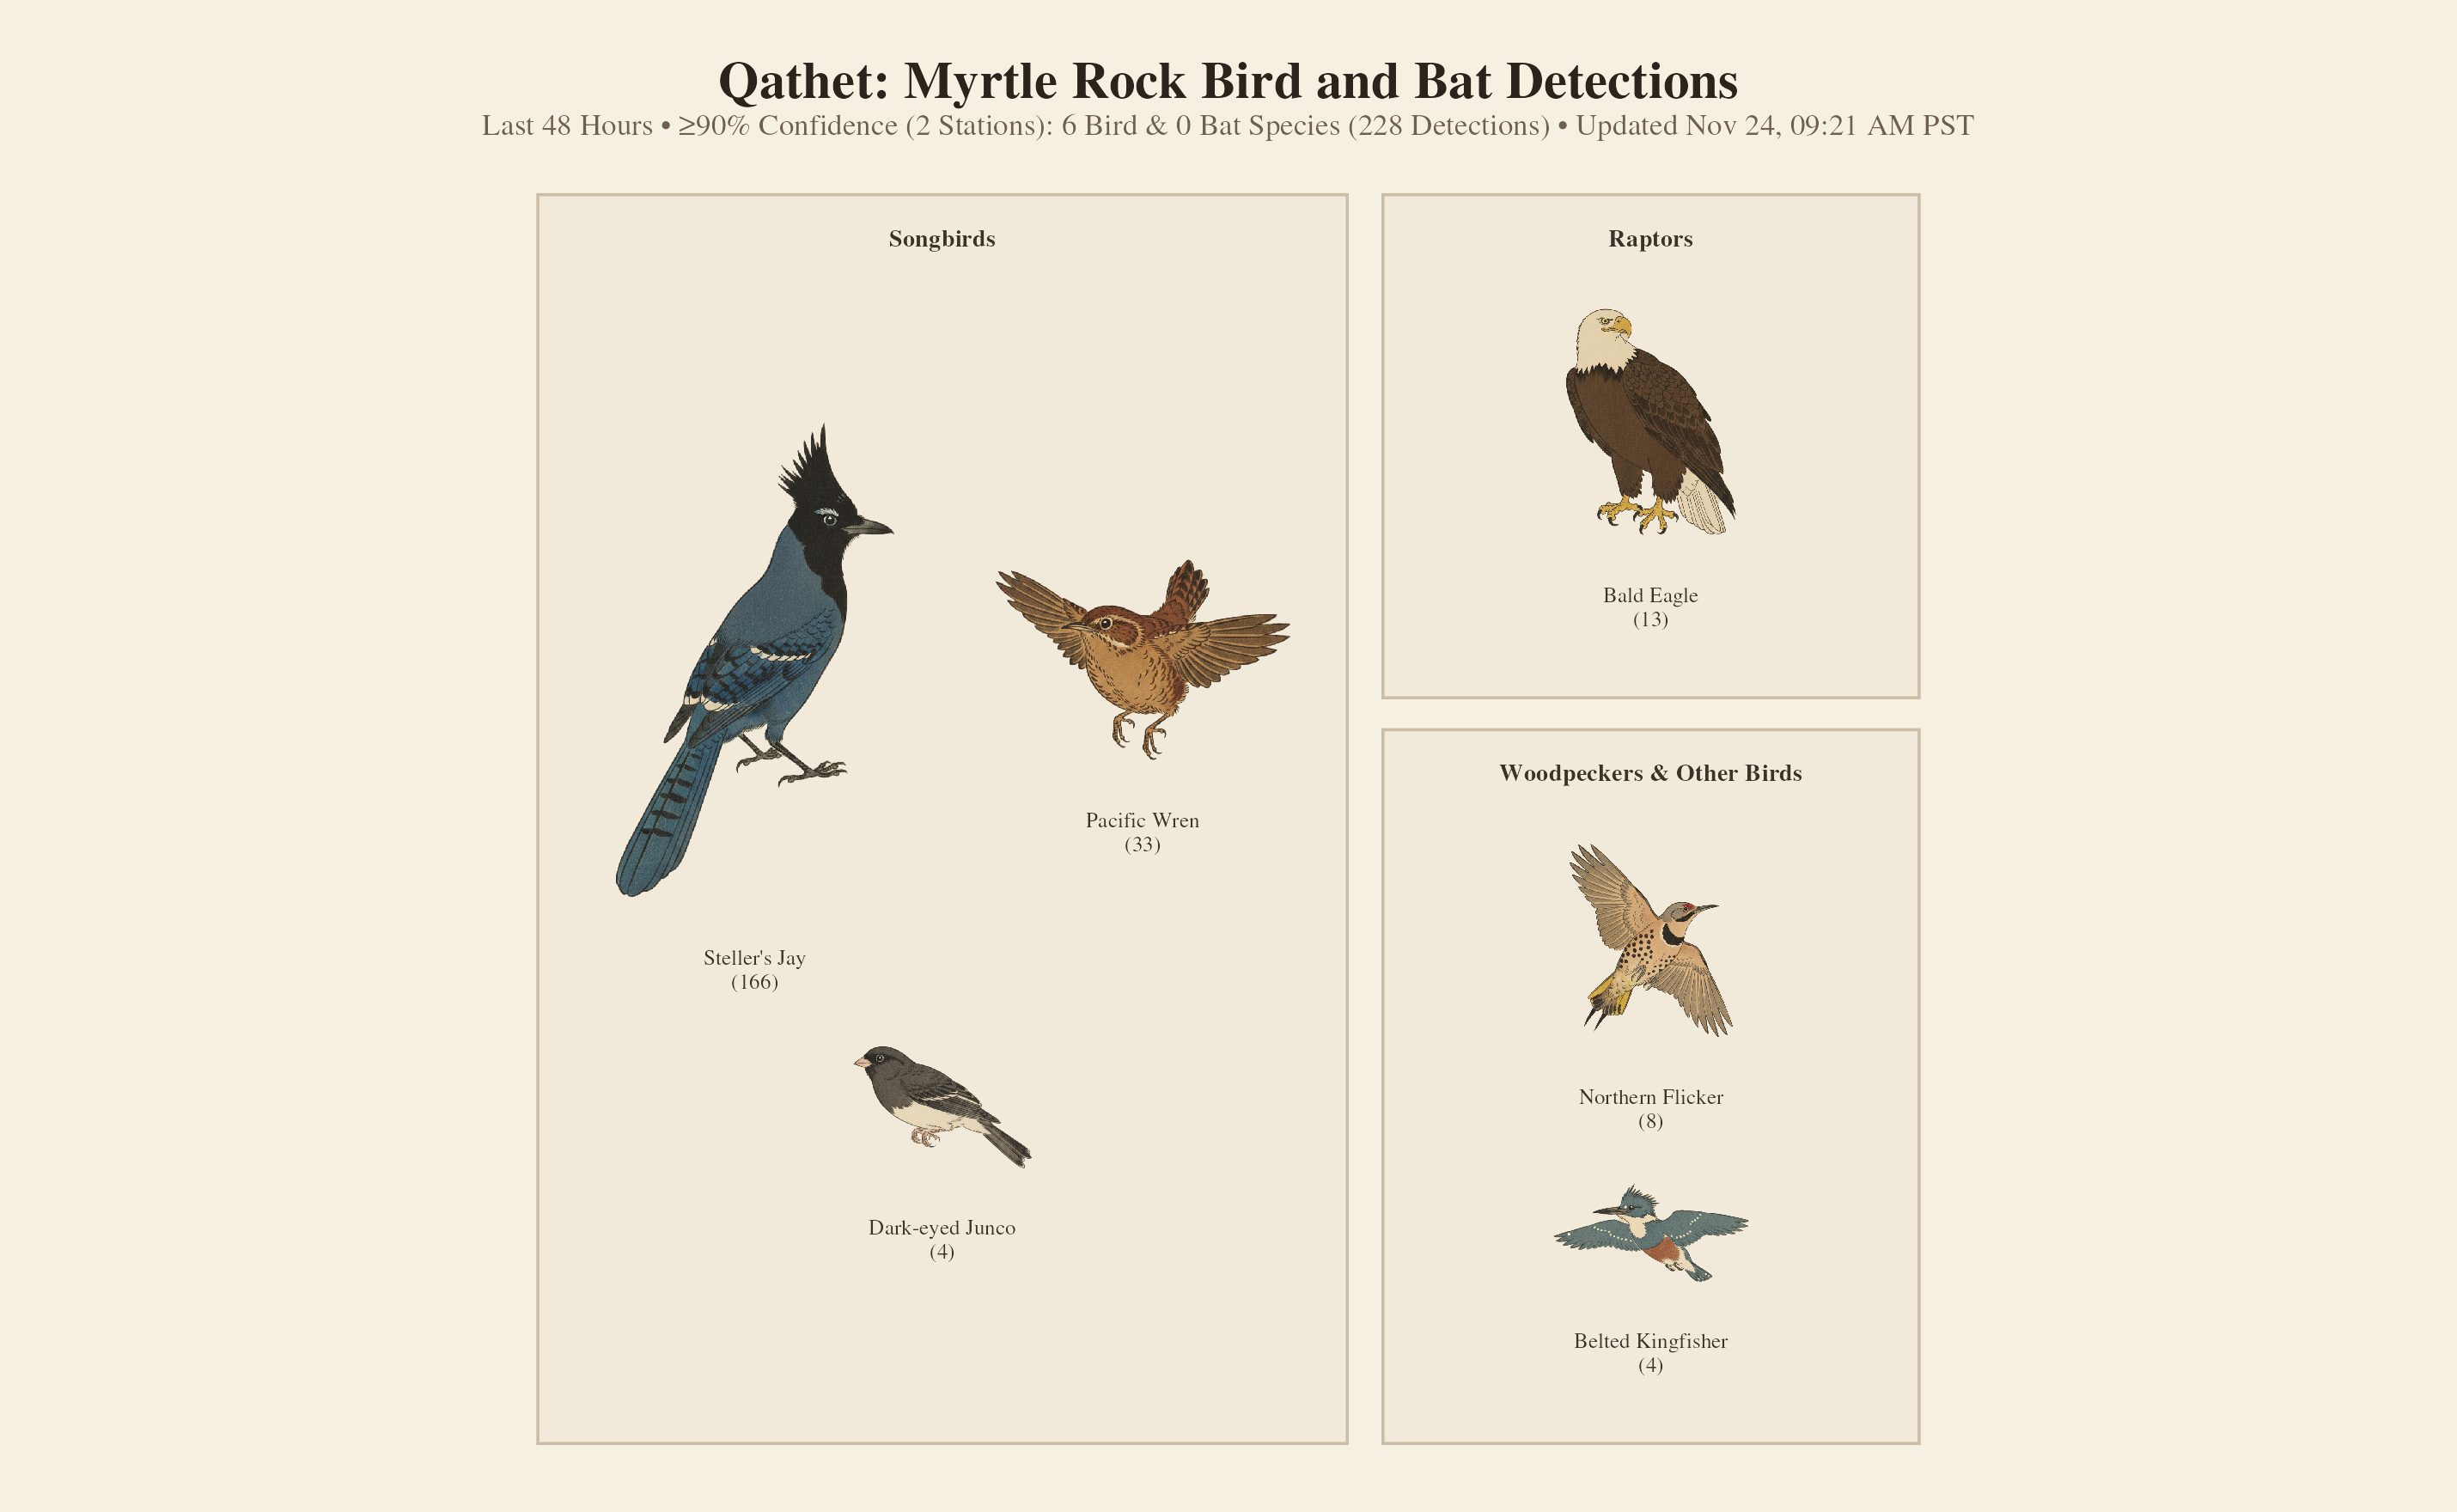 Qathet: Myrtle Rock Bird and Bat Detections
Last 48 Hours • ≥90% Confidence (2 Stations): 6 Bird & 0 Bat Species (228 Detections) • Updated Nov 24, 09:21 AM PST
Songbirds
Steller's Jay
(166)
Pacific Wren
(33)
Dark-eyed Junco
(4)
Raptors
Bald Eagle
(13)
Woodpeckers & Other Birds
Northern Flicker
(8)
Belted Kingfisher
(4)